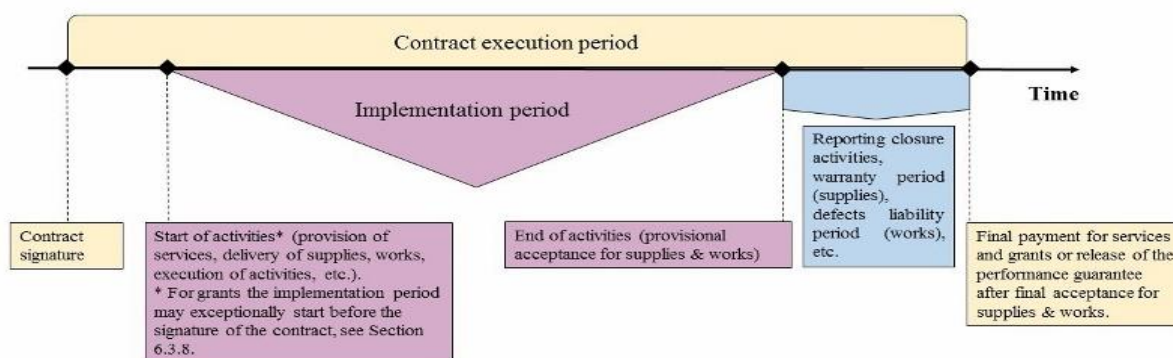 Contract execution period
Time
Implementation period
Reporting closure
activities,
warranty period
(supplies),
defects liability
period (works),
etc.
Contract
signature
Start of activities* (provision of
services, delivery of supplies, works,
execution of activities, etc.).
* For grants the implementation period
may exceptionally start before the
signature of the contract, see Section
6.3.8.
End of activities (provisional
acceptance for supplies & works)
Final payment for services
and grants or release of the
performance guarantee
after final acceptance for
supplies & works.